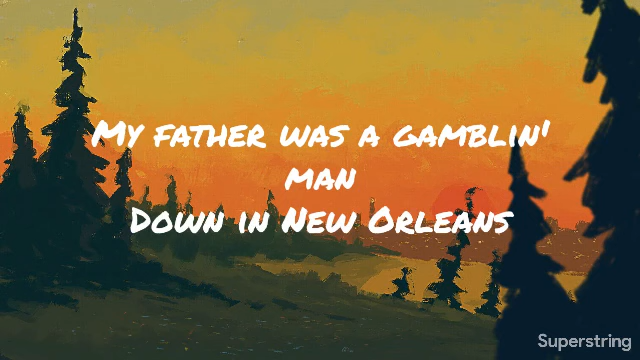 My father was a gamblin'
man
Down in New Orleans
Superstring